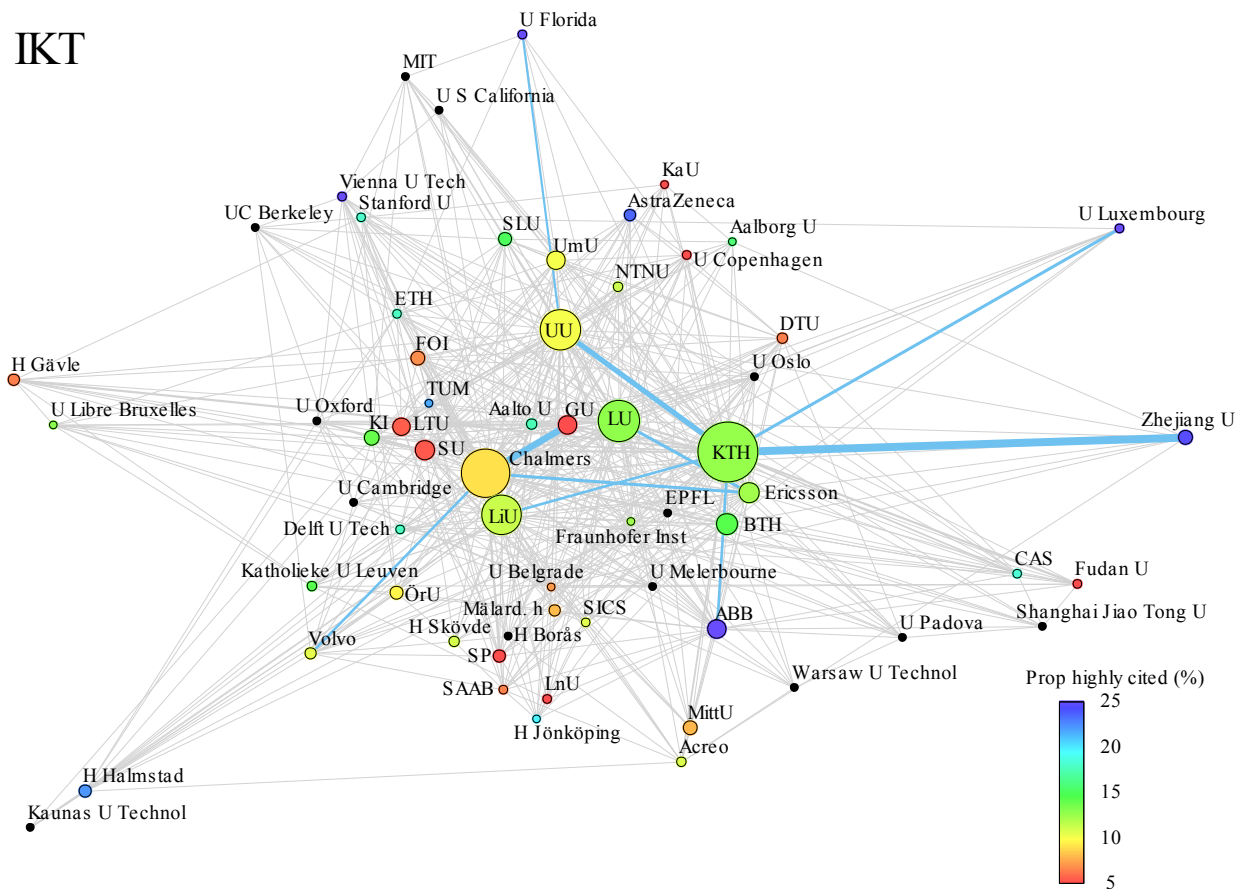 IKT
U Florida
MIT
U S California
KaU
Vienna U Tech
AstraZeneca
Stanford U
UC Berkeley
SLU
Aalborg U
U Luxembourg
UmU
U Copenhagen
NTNU
ETH
UU
DTU
FOI
H Gävle
U Oslo
TUM
U Libre Bruxelles
U Oxford
Aalto U
GU
LU
Zhejiang U
KI
LTU
SU
KTH
Chalmers
U Cambridge
EPFL
Ericsson
LiU
Delft U Tech
Fraunhofer Inst
BTH
CAS
Katholieke U Leuven
U Belgrade
U Melerbourne
Fudan U
ÖrU
Mälard. h
SICS
ABB
Shanghai Jiao Tong U
U Padova
H Skövde
H Borås
Volvo
SP
Warsaw U Technol
SAAB
LnU
Prop highly cited (%)
25
MittU
H Jönköping
Acreo
20
H Halmstad
15
Kaunas U Technol
10
5